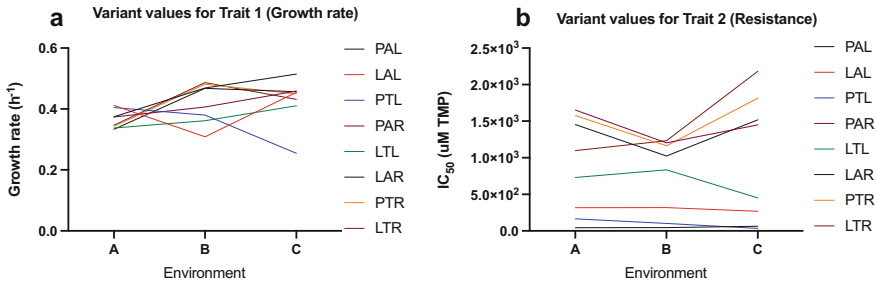 a
Variant values for Trait 1 (Growth rate)
Growth rate (h⁻¹)
0.6
0.4
0.2
0.0
A
B
C
Environment
PAL
LAL
PTL
PAR
LTL
LAR
PTR
LTR
b
Variant values for Trait 2 (Resistance)
IC₅₀ (uM TMP)
2.5×10³
2.0×10³
1.5×10³
1.0×10³
5.0×10²
0.0
A
B
C
Environment
PAL
LAL
PTL
PAR
LTL
LAR
PTR
LTR